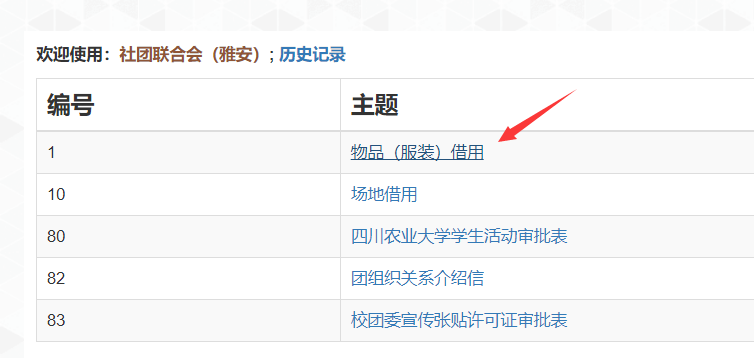 欢迎使用：社团联合会（雅安）; 历史记录
编号 主题
1 物品（服装）借用
10 场地借用
80 四川农业大学学生活动审批表
82 团组织关系介绍信
83 校团委宣传张贴许可证审批表